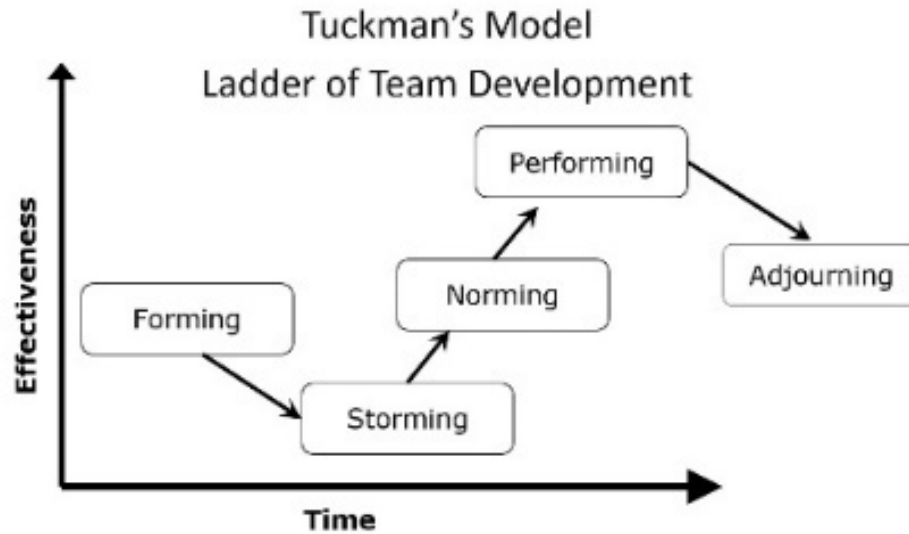 Tuckman’s Model
Ladder of Team Development
Performing
Adjourning
Norming
Forming
Storming
Effectiveness
Time